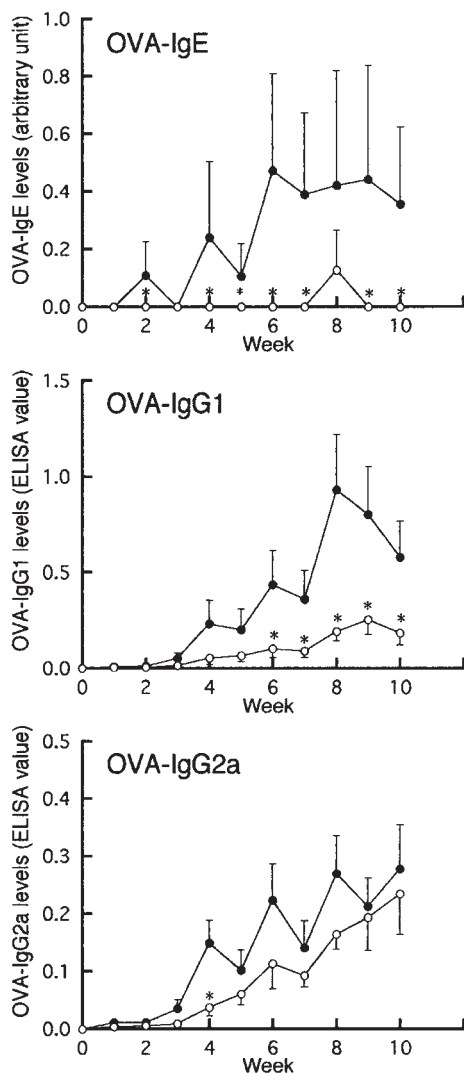 OVA-IgE
OVA-IgE levels (arbitrary unit)
1.0
0.8
0.6
0.4
0.2
0.0
* * * * * * *
0 2 4 6 8 10
Week
OVA-IgG1
OVA-IgG1 levels (ELISA value)
1.5
1.0
0.5
0.0
* * * * *
0 2 4 6 8 10
Week
OVA-IgG2a
OVA-IgG2a levels (ELISA value)
0.5
0.4
0.3
0.2
0.1
0.0
*
0 2 4 6 8 10
Week